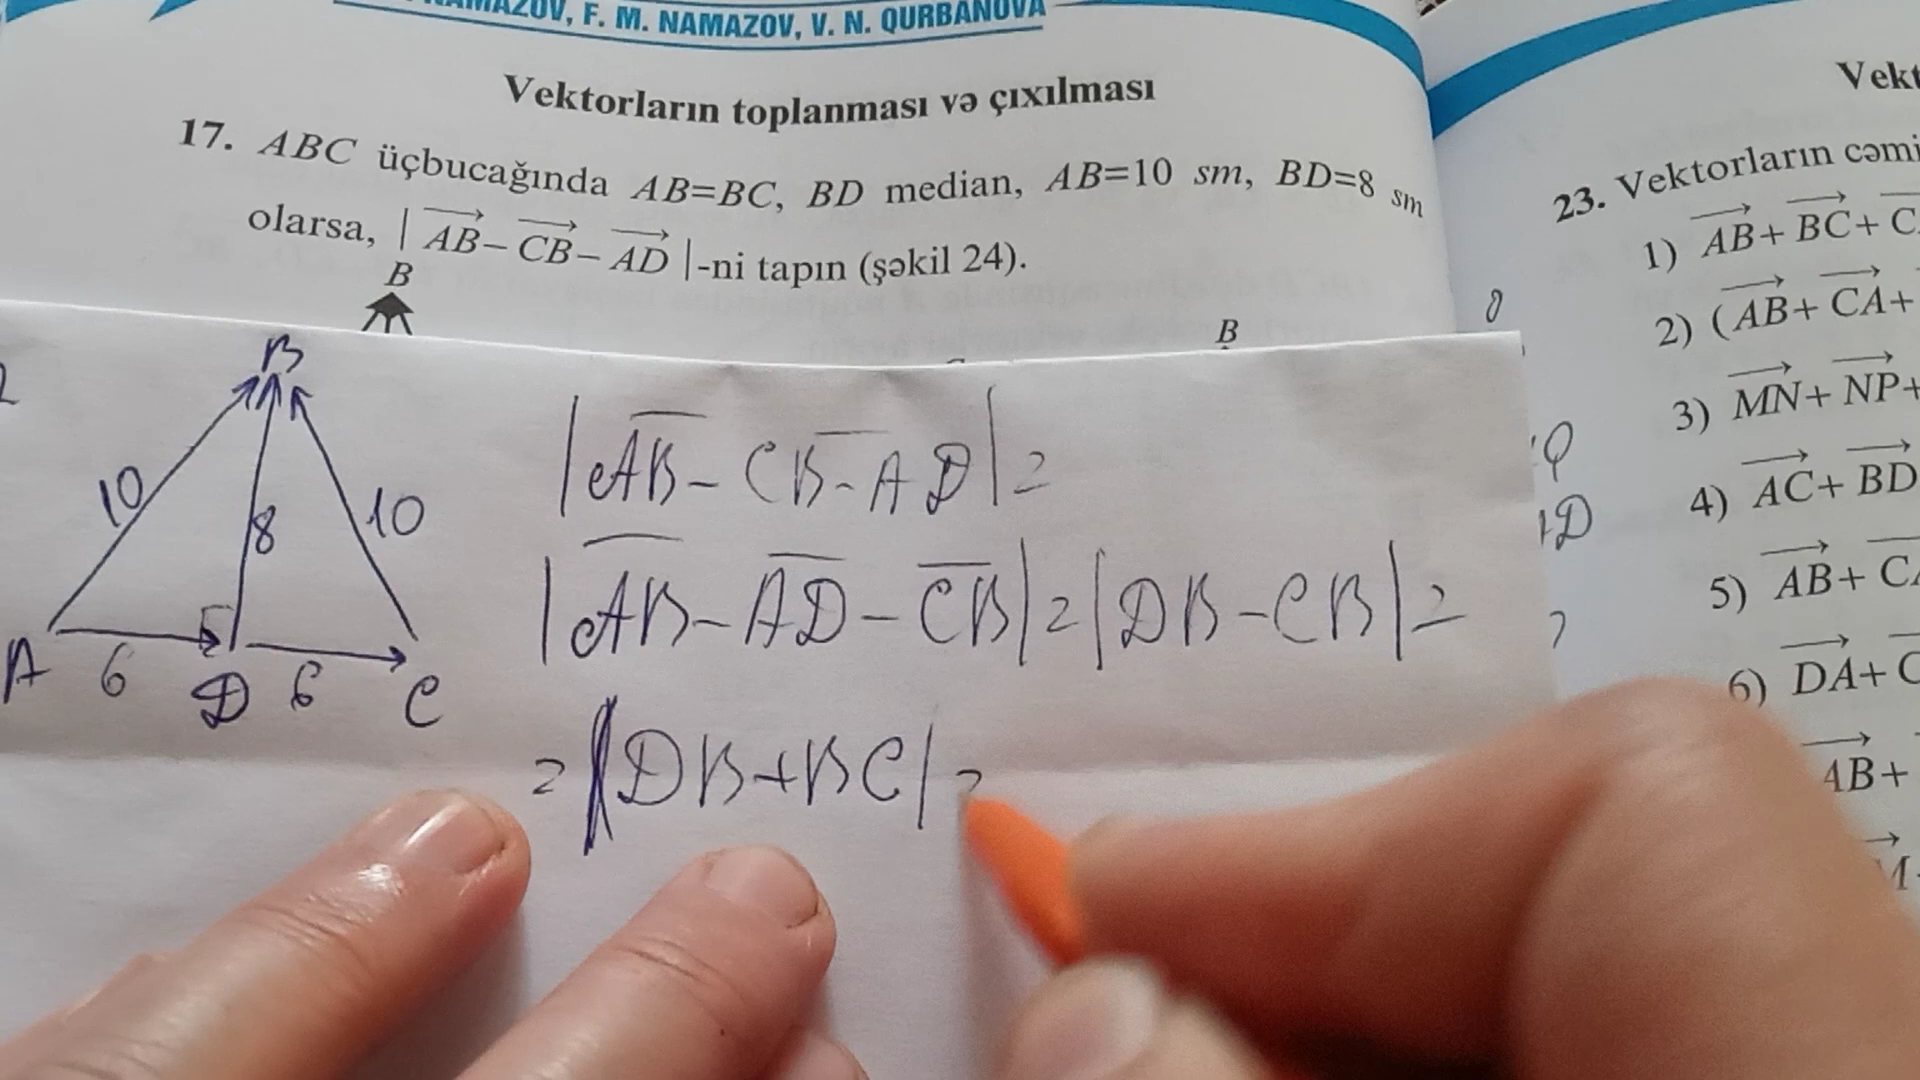 F. M. NAMAZOV, V. N. QURBANOVA
Vektorların toplanması və çıxılması
17. ABC üçbucağında AB=BC, BD median, AB=10 sm, BD=8 sm
olarsa, | AB− CB− AD |-ni tapın (şəkil 24).
B
B
B
10
8
10
A
6
D
6
C
|AB − CB − AD| =
|AB − AD − CB| = |DB − CB| =
= |DB + BC| =
23. Vektorların cəmi
1) AB+ BC+
2) (AB+ CA+
3) MN+ NP+
4) AC+ BD
5) AB+
6) DA+
AB+